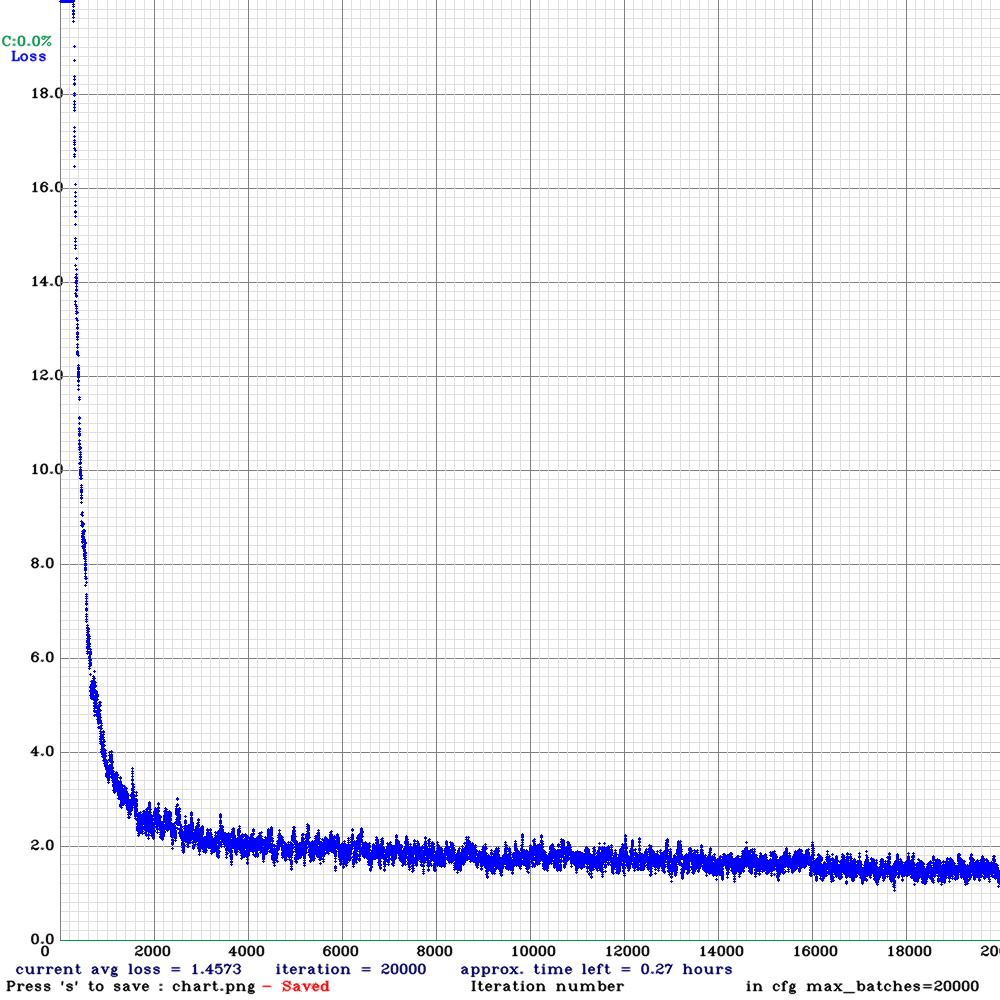 C:0.0%
Loss
18.0
16.0
14.0
12.0
10.0
8.0
6.0
4.0
2.0
0.0
0 2000 4000 6000 8000 10000 12000 14000 16000 18000 200
current avg loss = 1.4573 iteration = 20000 approx. time left = 0.27 hours
Press 's' to save : chart.png - Saved Iteration number in cfg max_batches=20000